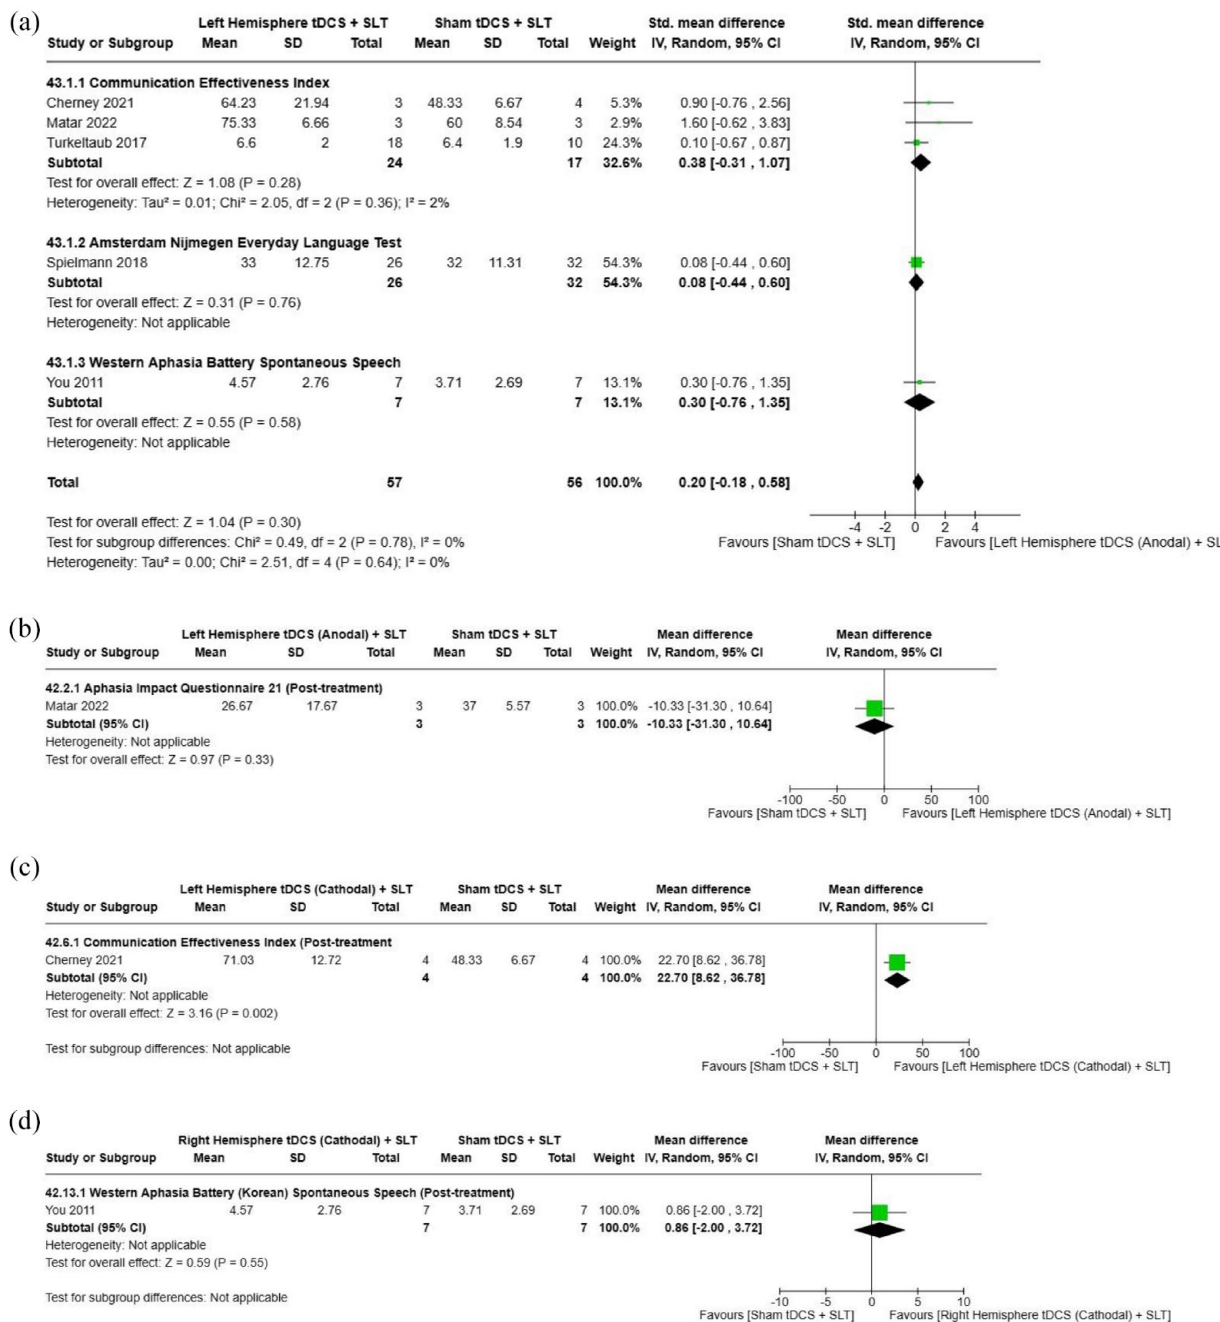 (a)
Left Hemisphere tDCS + SLT Sham tDCS + SLT Std. mean difference Std. mean difference
Study or Subgroup Mean SD Total Mean SD Total Weight IV, Random, 95% CI IV, Random, 95% CI
43.1.1 Communication Effectiveness Index
Cherney 2021 64.23 21.94 3 48.33 6.67 4 5.3% 0.90 [-0.76 , 2.56]
Matar 2022 75.33 6.66 3 60 8.54 3 2.9% 1.60 [-0.62 , 3.83]
Turkeltaub 2017 6.6 2 18 6.4 1.9 10 24.3% 0.10 [-0.67 , 0.87]
Subtotal 24 17 32.6% 0.38 [-0.31 , 1.07]
Test for overall effect: Z = 1.08 (P = 0.28)
Heterogeneity: Tau² = 0.01; Chi² = 2.05, df = 2 (P = 0.36); I² = 2%
43.1.2 Amsterdam Nijmegen Everyday Language Test
Spielmann 2018 33 12.75 26 32 11.31 32 54.3% 0.08 [-0.44 , 0.60]
Subtotal 26 32 54.3% 0.08 [-0.44 , 0.60]
Test for overall effect: Z = 0.31 (P = 0.76)
Heterogeneity: Not applicable
43.1.3 Western Aphasia Battery Spontaneous Speech
You 2011 4.57 2.76 7 3.71 2.69 7 13.1% 0.30 [-0.76 , 1.35]
Subtotal 7 7 13.1% 0.30 [-0.76 , 1.35]
Test for overall effect: Z = 0.55 (P = 0.58)
Heterogeneity: Not applicable
Total 57 56 100.0% 0.20 [-0.18 , 0.58]
Test for overall effect: Z = 1.04 (P = 0.30)
Test for subgroup differences: Chi² = 0.49, df = 2 (P = 0.78), I² = 0%
Heterogeneity: Tau² = 0.00; Chi² = 2.51, df = 4 (P = 0.64); I² = 0%
-4 -2 0 2 4
Favours [Sham tDCS + SLT] Favours [Left Hemisphere tDCS (Anodal) + SL
(b)
Left Hemisphere tDCS (Anodal) + SLT Sham tDCS + SLT Mean difference Mean difference
Study or Subgroup Mean SD Total Mean SD Total Weight IV, Random, 95% CI IV, Random, 95% CI
42.2.1 Aphasia Impact Questionnaire 21 (Post-treatment)
Matar 2022 26.67 17.67 3 37 5.57 3 100.0% -10.33 [-31.30 , 10.64]
Subtotal (95% CI) 3 3 100.0% -10.33 [-31.30 , 10.64]
Heterogeneity: Not applicable
Test for overall effect: Z = 0.97 (P = 0.33)
-100 -50 0 50 100
Favours [Sham tDCS + SLT] Favours [Left Hemisphere tDCS (Anodal) + SLT]
(c)
Left Hemisphere tDCS (Cathodal) + SLT Sham tDCS + SLT Mean difference Mean difference
Study or Subgroup Mean SD Total Mean SD Total Weight IV, Random, 95% CI IV, Random, 95% CI
42.6.1 Communication Effectiveness Index (Post-treatment
Cherney 2021 71.03 12.72 4 48.33 6.67 4 100.0% 22.70 [8.62 , 36.78]
Subtotal (95% CI) 4 4 100.0% 22.70 [8.62 , 36.78]
Heterogeneity: Not applicable
Test for overall effect: Z = 3.16 (P = 0.002)
Test for subgroup differences: Not applicable
-100 -50 0 50 100
Favours [Sham tDCS + SLT] Favours [Left Hemisphere tDCS (Cathodal) + SLT]
(d)
Right Hemisphere tDCS (Cathodal) + SLT Sham tDCS + SLT Mean difference Mean difference
Study or Subgroup Mean SD Total Mean SD Total Weight IV, Random, 95% CI IV, Random, 95% CI
42.13.1 Western Aphasia Battery (Korean) Spontaneous Speech (Post-treatment)
You 2011 4.57 2.76 7 3.71 2.69 7 100.0% 0.86 [-2.00 , 3.72]
Subtotal (95% CI) 7 7 100.0% 0.86 [-2.00 , 3.72]
Heterogeneity: Not applicable
Test for overall effect: Z = 0.59 (P = 0.55)
Test for subgroup differences: Not applicable
-10 -5 0 5 10
Favours [Sham tDCS + SLT] Favours [Right Hemisphere tDCS (Cathodal) + SLT]